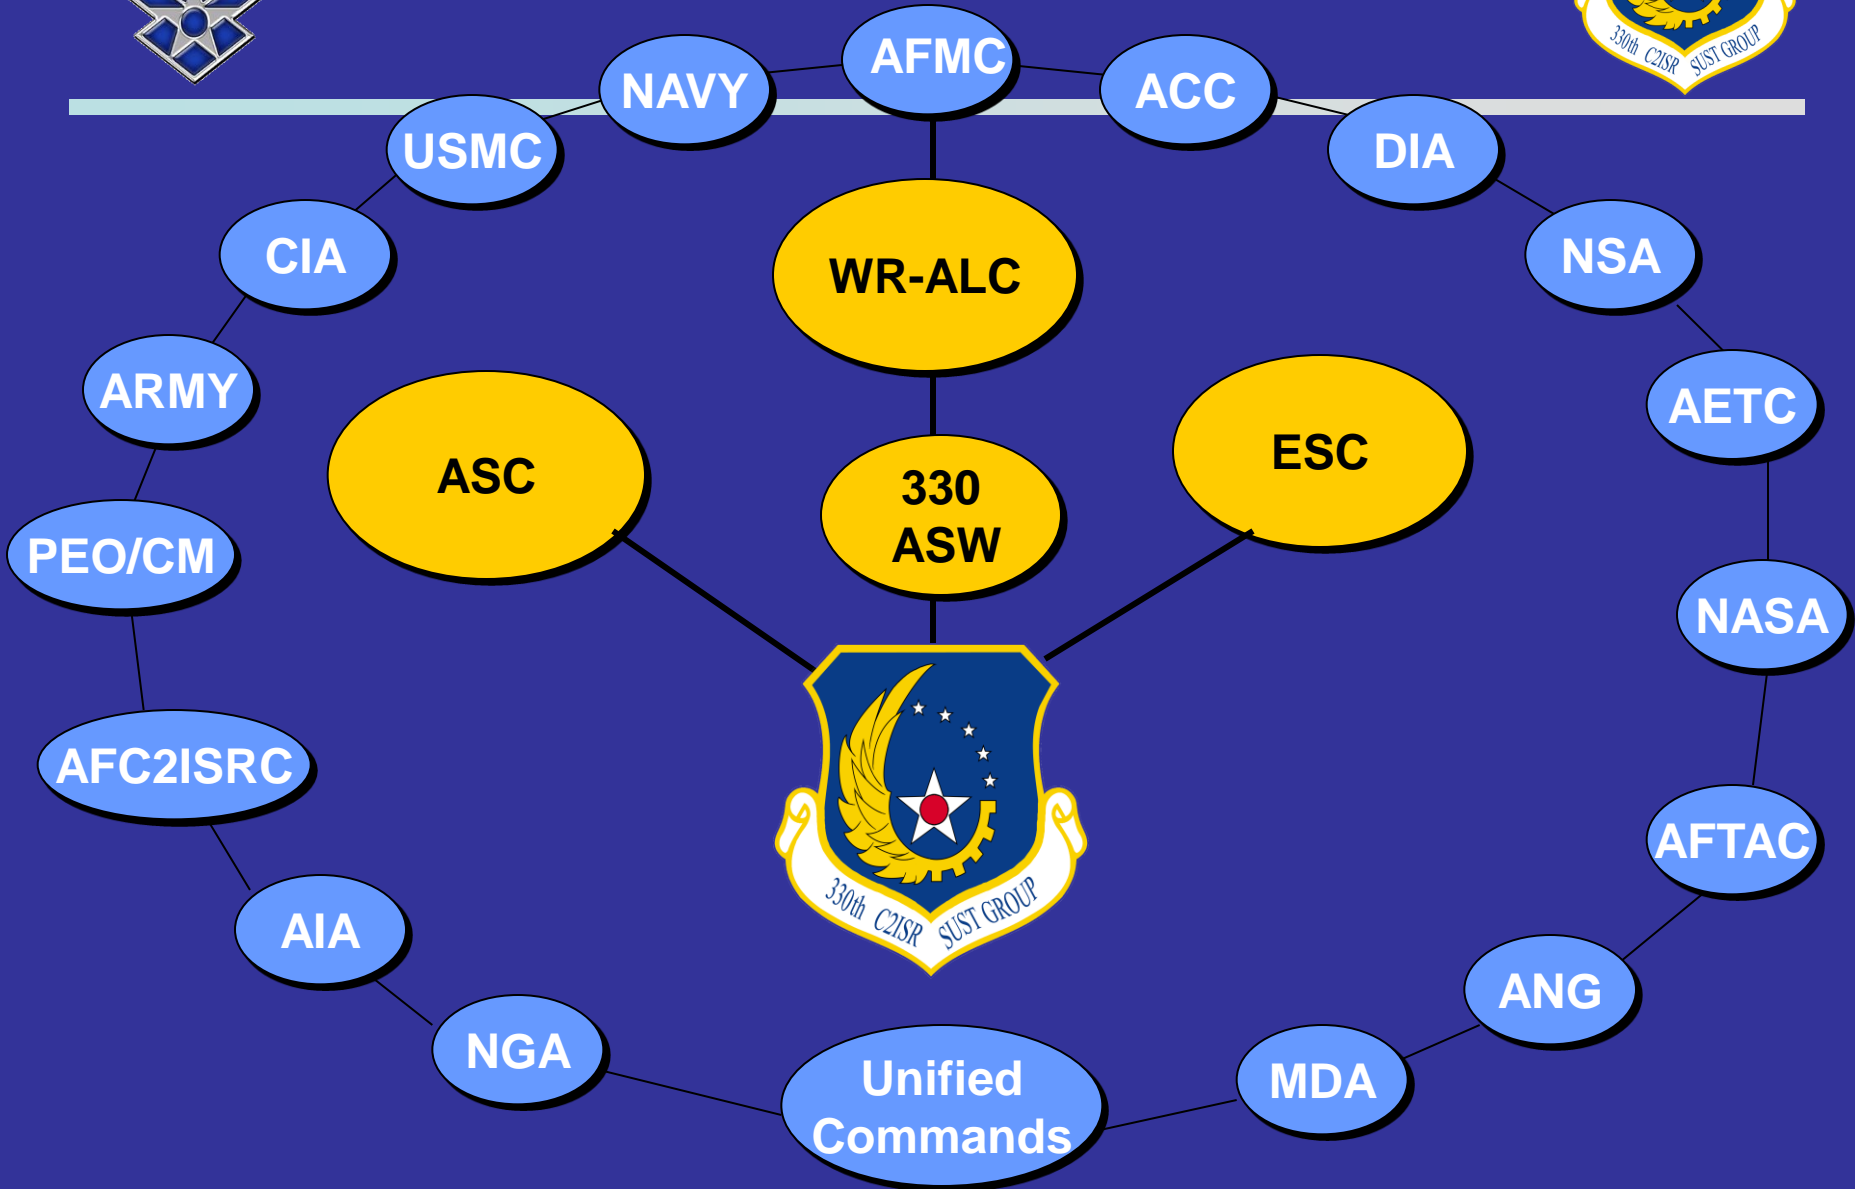 330th C2ISR SUST GROUP
AFMC
NAVY
ACC
USMC
DIA
CIA
NSA
WR-ALC
ARMY
AETC
ASC
330
ASW
ESC
PEO/CM
NASA
AFC2ISRC
AFTAC
AIA
ANG
NGA
MDA
Unified
Commands
330th C2ISR SUST GROUP